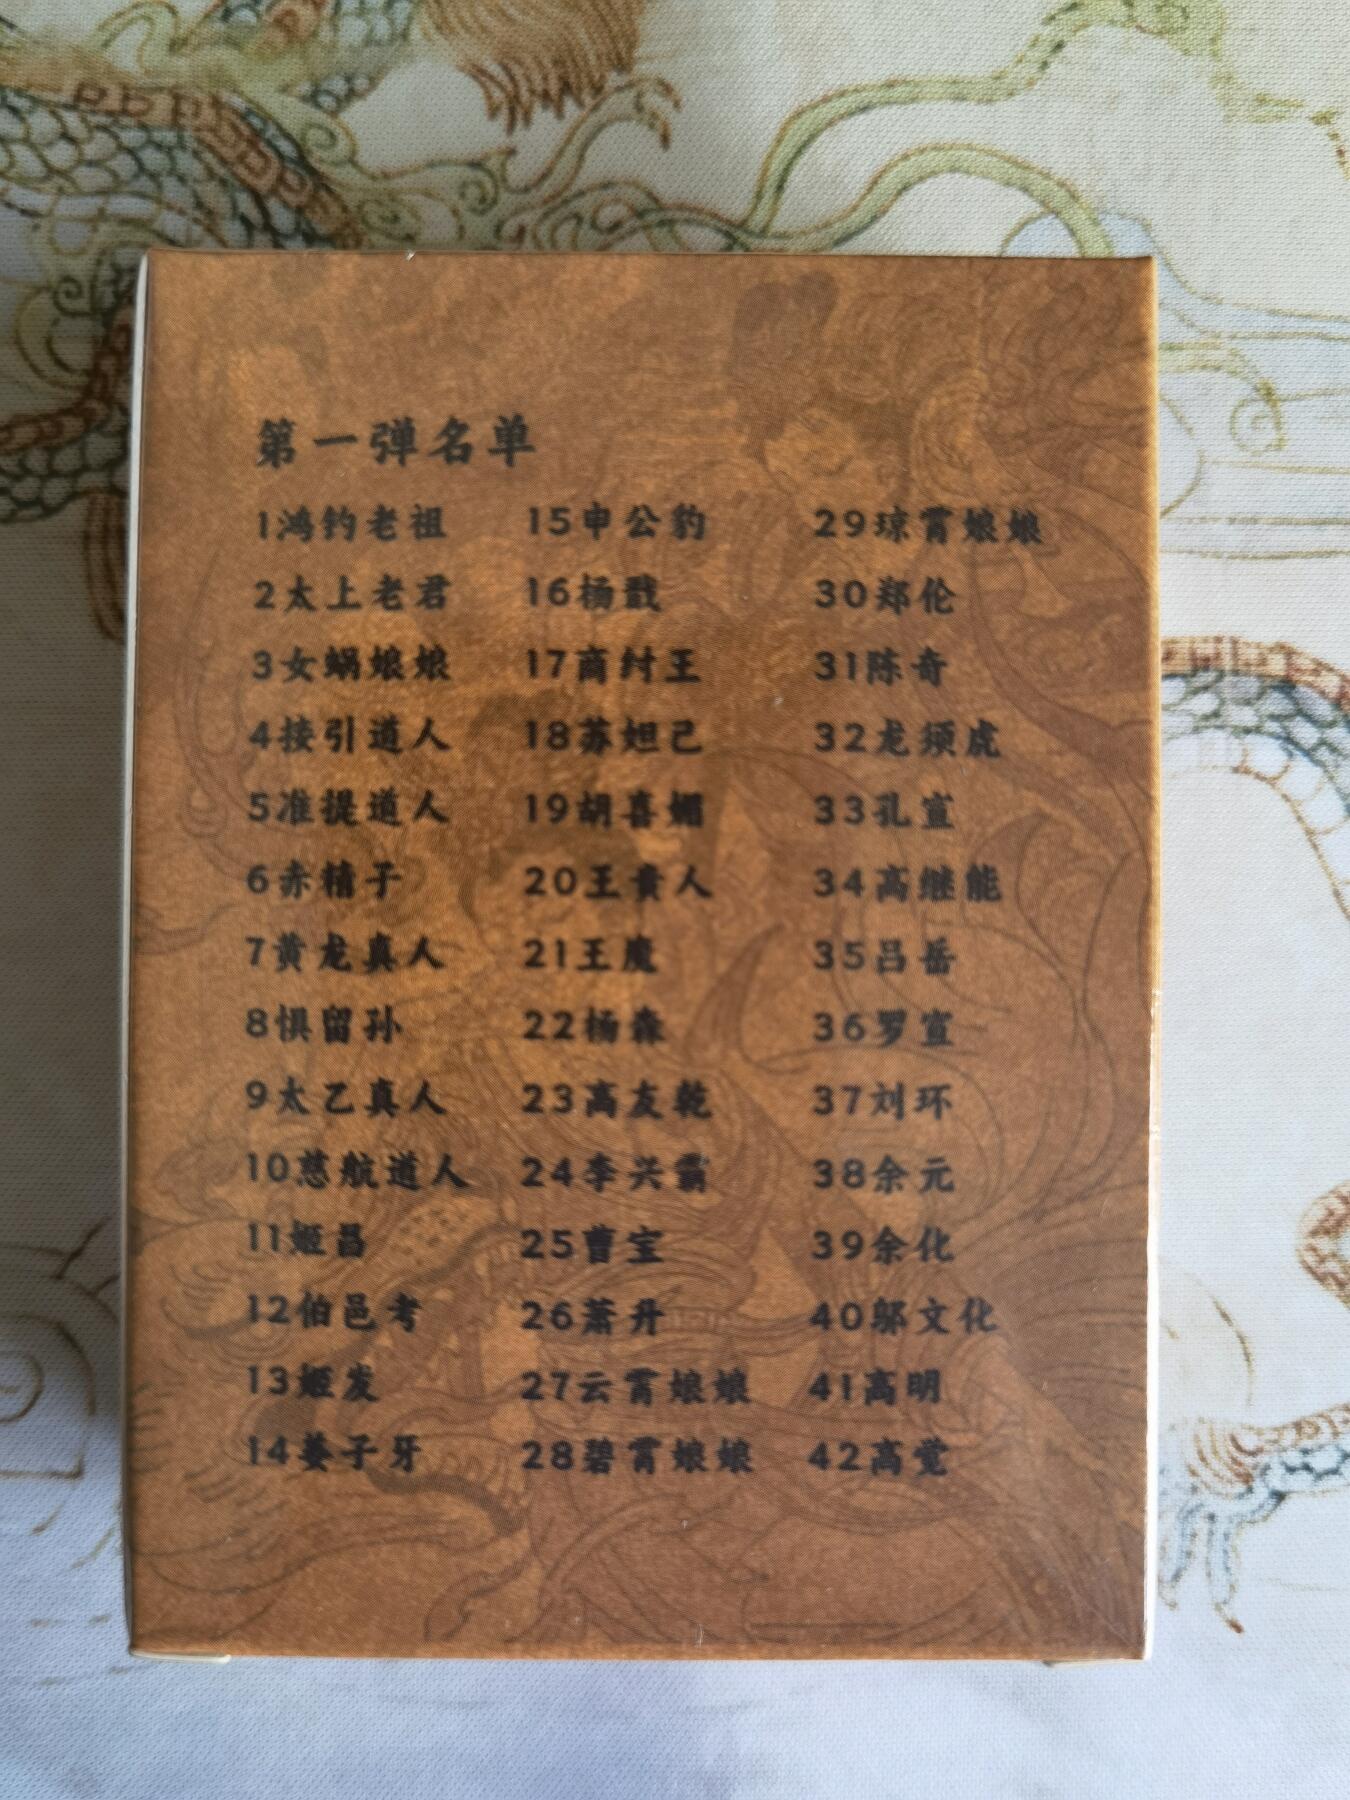 第一弹名单
1鸿钓老祖
2太上老君
3女蜗娘娘
4接引道人
5准提道人
6赤精子
7黄龙真人
8惧留孙
9太乙真人
10慈航道人
11姬昌
12伯邑考
13姬发
14姜子牙
15申公豹
16杨戬
17商纣王
18苏妲己
19胡喜媚
20王贵人
21王魔
22杨森
23高友乾
24李兴霸
25曹宝
26萧升
27云霄娘娘
28碧霄娘娘
29琼霄娘娘
30郑伦
31陈奇
32龙须虎
33孔宣
34高继能
35吕岳
36罗宣
37刘环
38余元
39余化
40邬文化
41高明
42高觉